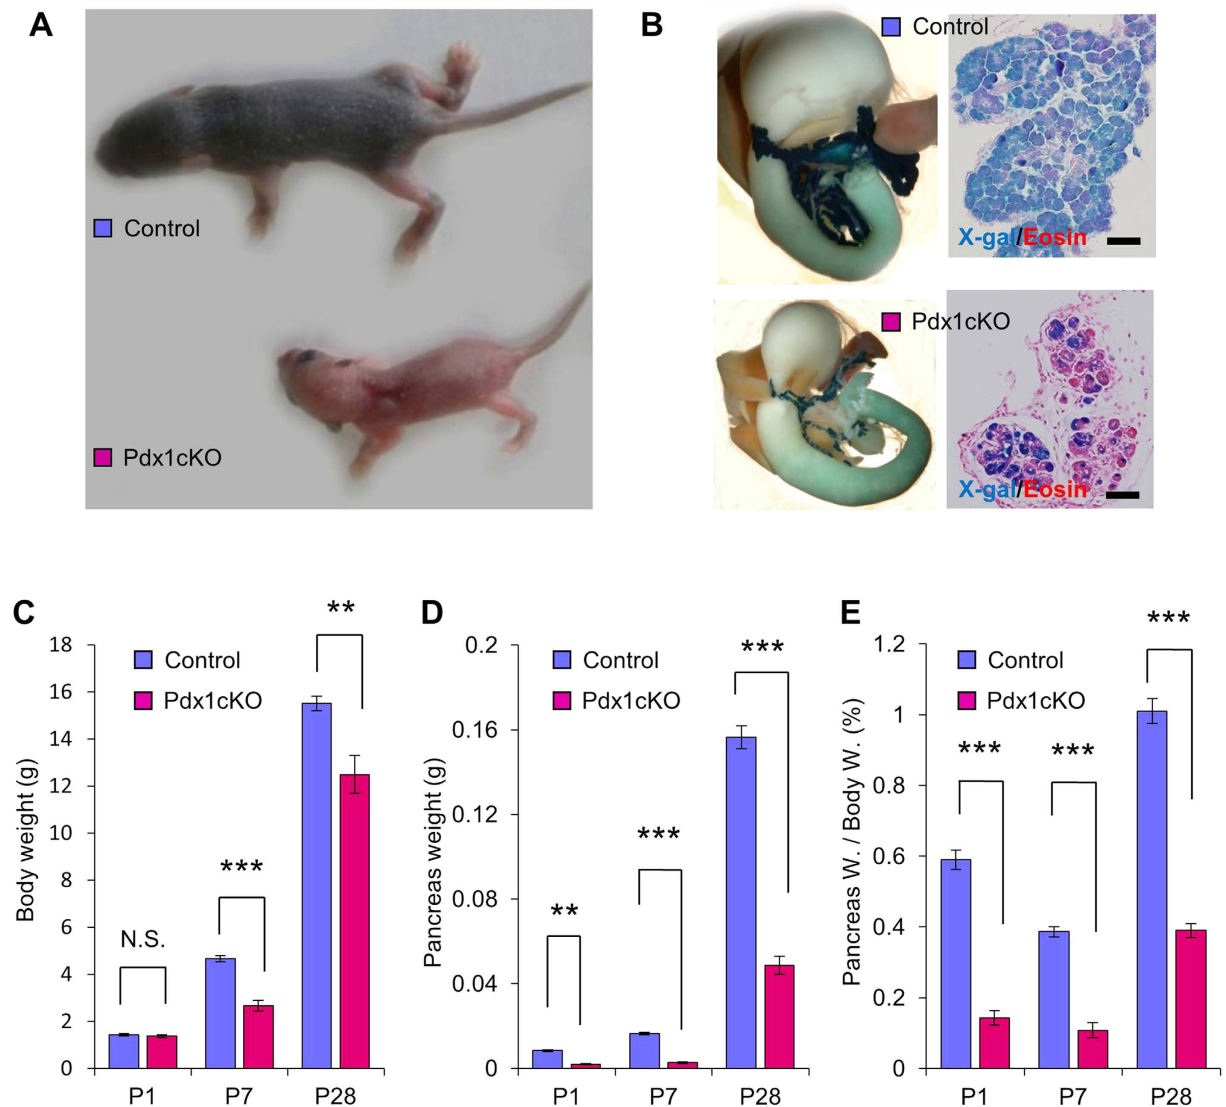 A
Control
Pdx1cKO
B
Control
X-gal/Eosin
Pdx1cKO
X-gal/Eosin
C
Body weight (g)
18
16
14
12
10
8
6
4
2
0
Control
Pdx1cKO
N.S.
***
**
P1
P7
P28
D
Pancreas weight (g)
0.2
0.16
0.12
0.08
0.04
0
Control
Pdx1cKO
**
***
***
P1
P7
P28
E
Pancreas W. / Body W. (%)
1.2
1
0.8
0.6
0.4
0.2
0
Control
Pdx1cKO
***
***
***
P1
P7
P28